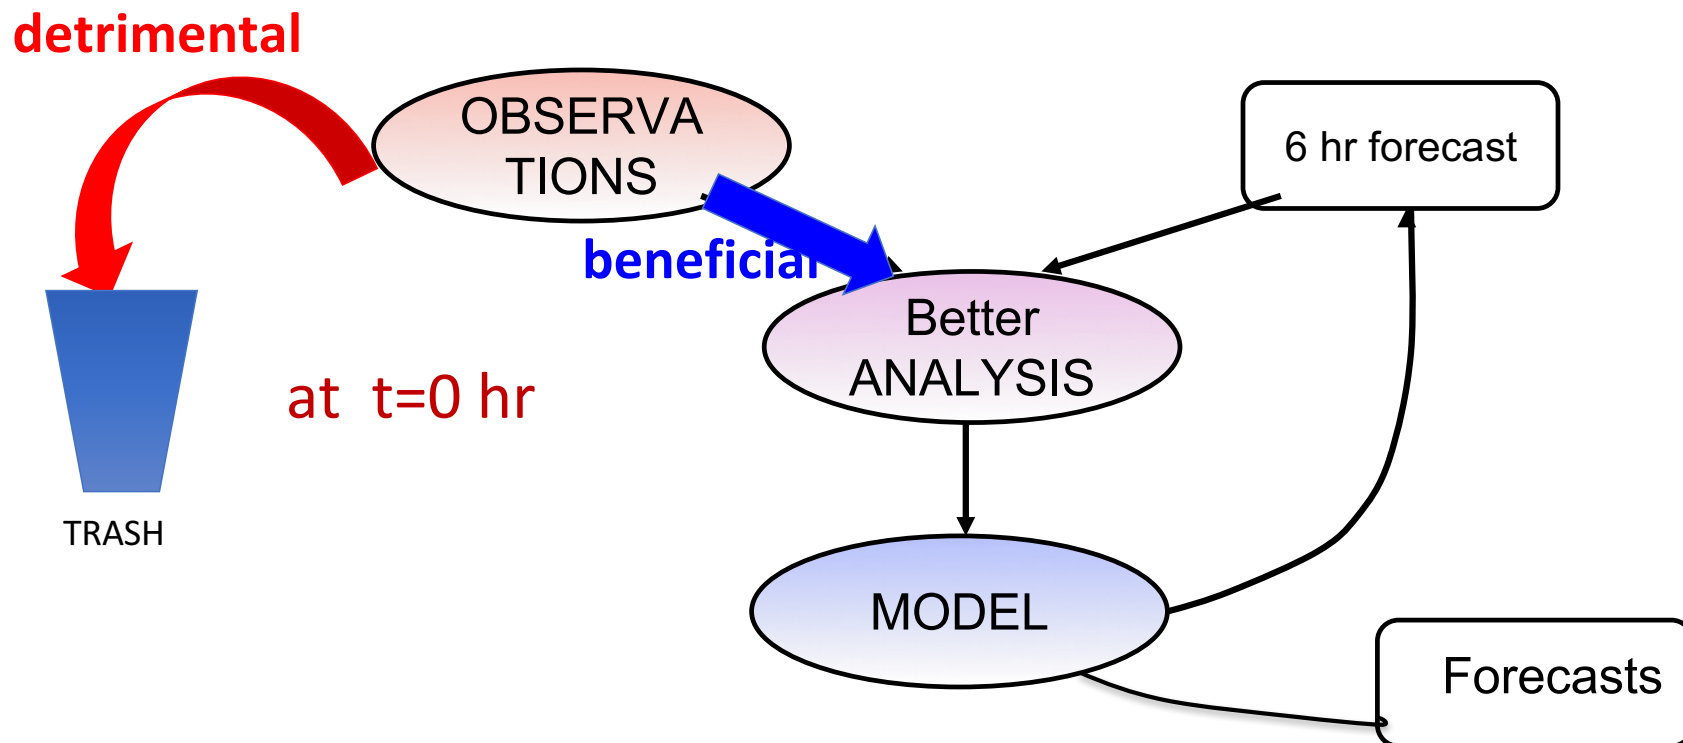 detrimental
OBSERVA
TIONS
6 hr forecast
beneficial
Better
ANALYSIS
at t=0 hr
TRASH
MODEL
Forecasts